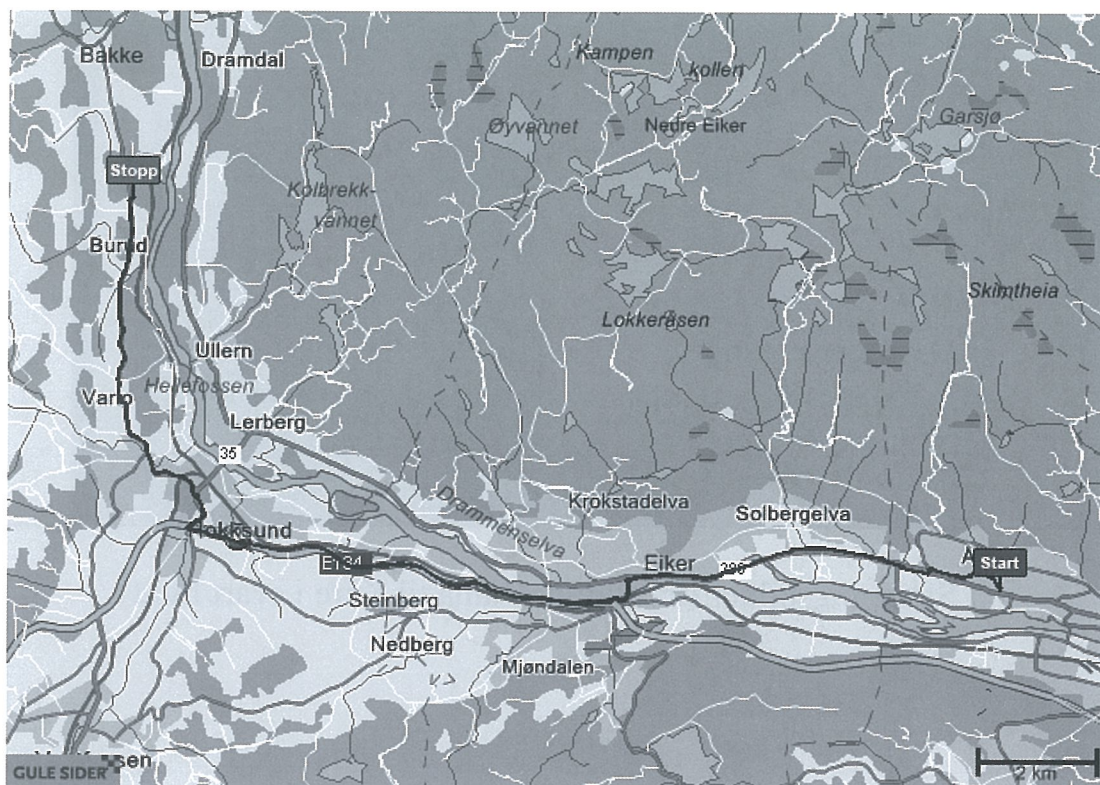 Bakke
Dramdal
Kampen
kollen
Øyvannet
Nedre Eiker
Garsjø
Stopp
Kolbrekk-
vannet
Burud
Skimtheia
Lokkeråsen
Ullern
Hellefossen
Varlo
Lerberg
35
Drammenselva
Krokstadelva
Solbergelva
Hokksund
E134
Eiker
Start
Steinberg
Nedberg
Mjøndalen
GULE SIDER
2 km